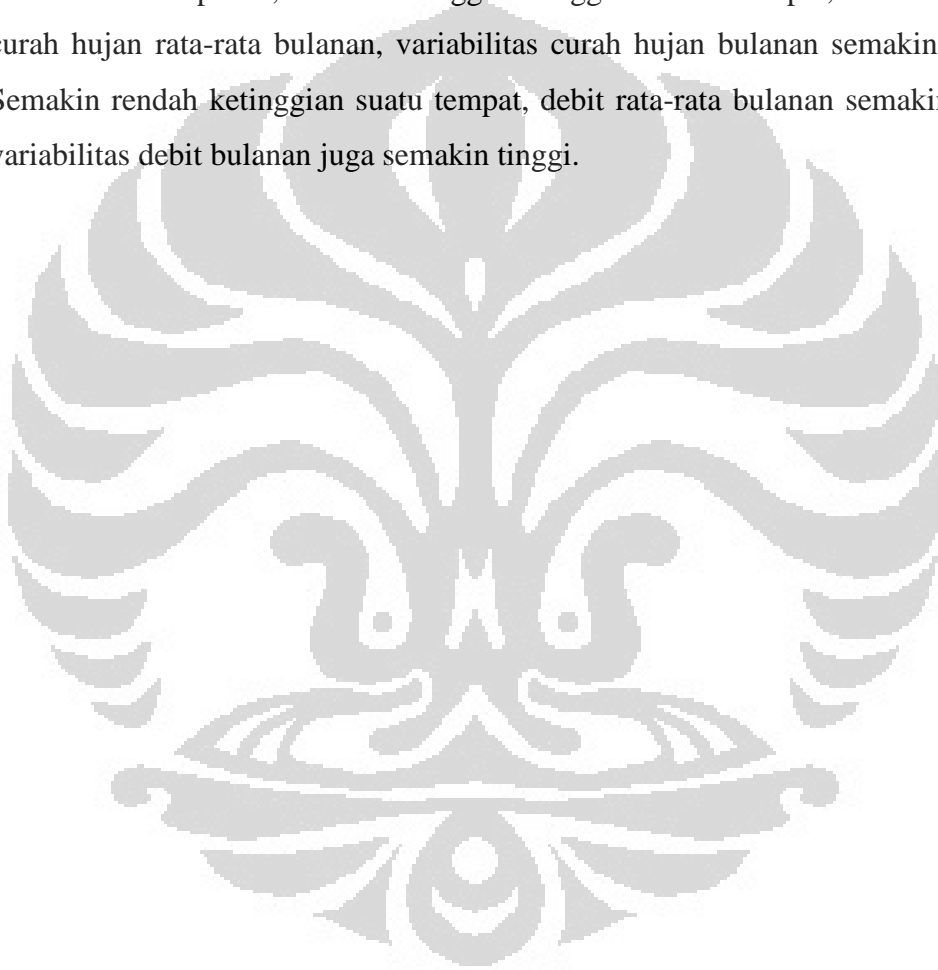 curah hujan rata-rata bulanan, variabilitas curah hujan bulanan semakin
Semakin rendah ketinggian suatu tempat, debit rata-rata bulanan semakin
variabilitas debit bulanan juga semakin tinggi.